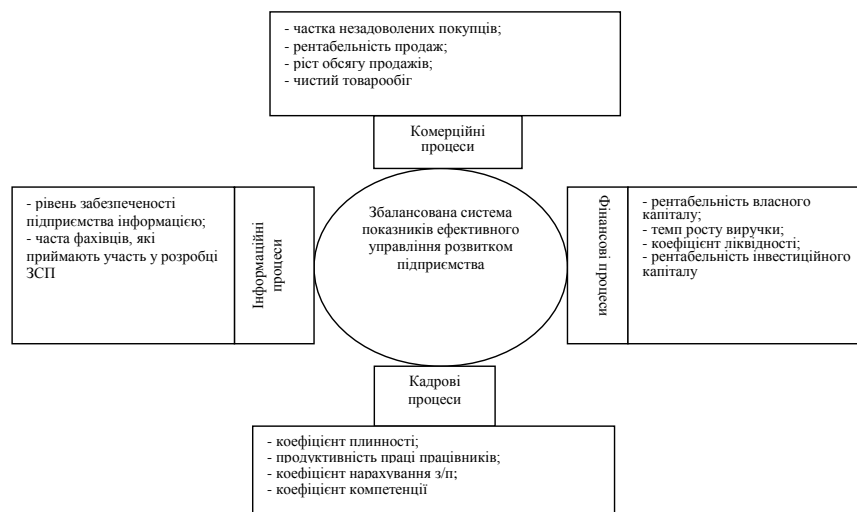 - частка незадоволених покупців;
- рентабельність продаж;
- ріст обсягу продажів;
- чистий товарообіг
Комерційні
процеси
- рівень забезпеченості
підприємства інформацією;
- часта фахівців, які
приймають участь у розробці
ЗСП
Інформаційні
процеси
Збалансована система
показників ефективного
управління розвитком
підприємства
Фінансові процеси
- рентабельність власного
капіталу;
- темп росту виручки;
- коефіцієнт ліквідності;
- рентабельність інвестиційного
капіталу
Кадрові
процеси
- коефіцієнт плинності;
- продуктивність праці працівників;
- коефіцієнт нарахування з/п;
- коефіцієнт компетенції